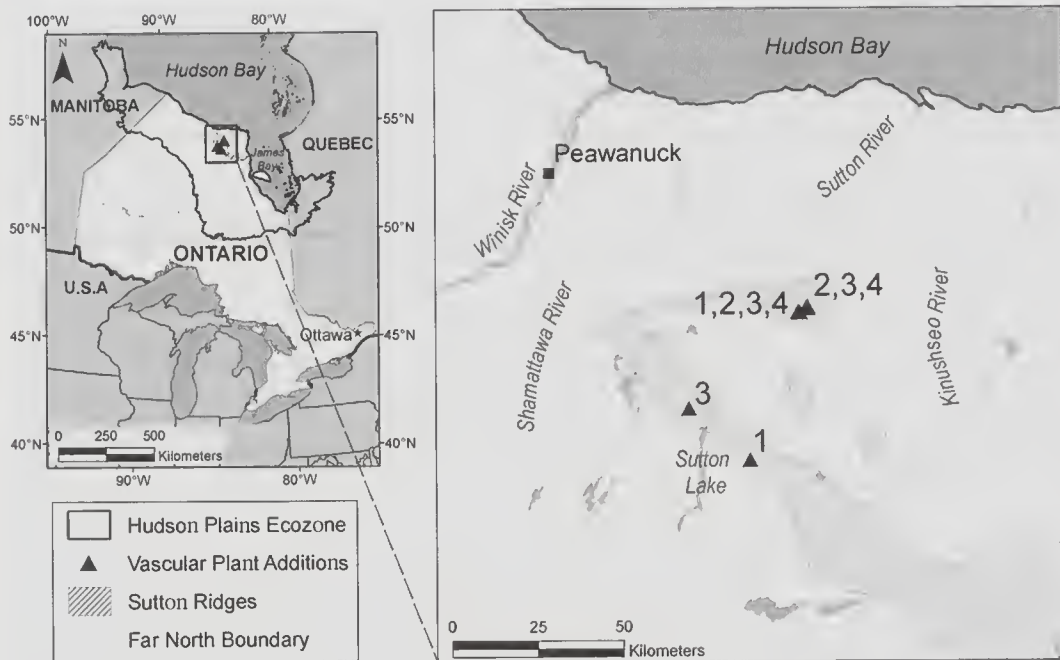 100°W
90°W
80°W
N
Hudson Bay
MANITOBA
55°N
55°N
QUEBEC
James
Bay
50°N
50°N
ONTARIO
U.S.A
45°N
Ottawa
45°N
40°N
0 250 500
Kilometers
40°N
90°W
80°W
Hudson Plains Ecozone
Vascular Plant Additions
Sutton Ridges
Far North Boundary
Hudson Bay
Peawanuck
Winisk River
Sutton River
Shamattawa River
Kinushseo River
1,2,3,4
2,3,4
3
1
Sutton
Lake
0 25 50
Kilometers